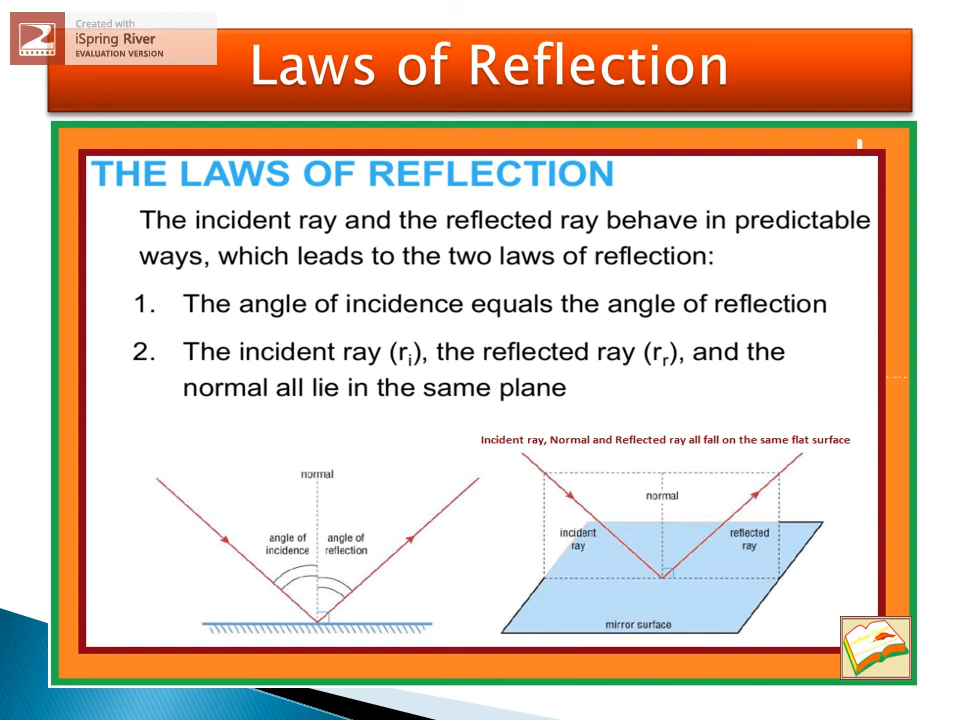 Created with
iSpring River
EVALUATION VERSION
Laws of Reflection
THE LAWS OF REFLECTION
The incident ray and the reflected ray behave in predictable
ways, which leads to the two laws of reflection:
1. The angle of incidence equals the angle of reflection
2. The incident ray (ri), the reflected ray (rr), and the
normal all lie in the same plane
Incident ray, Normal and Reflected ray all fall on the same flat surface
normal
angle of
incidence
angle of
reflection
normal
incident
ray
reflected
ray
mirror surface